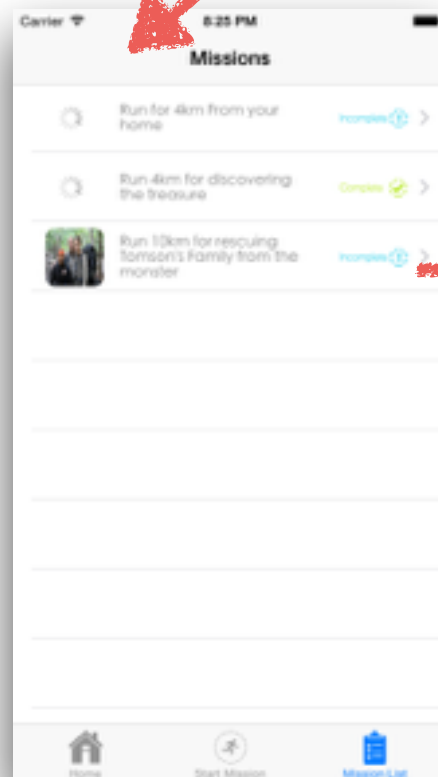 Carrier 8:25 PM
Missions
Run for 4km from your
home
Incomplete
Run 4km for discovering
the treasure
Complete
Run 10km for rescuing
Tomson's Family from the
monster
Incomplete
Home Start Mission Mission List